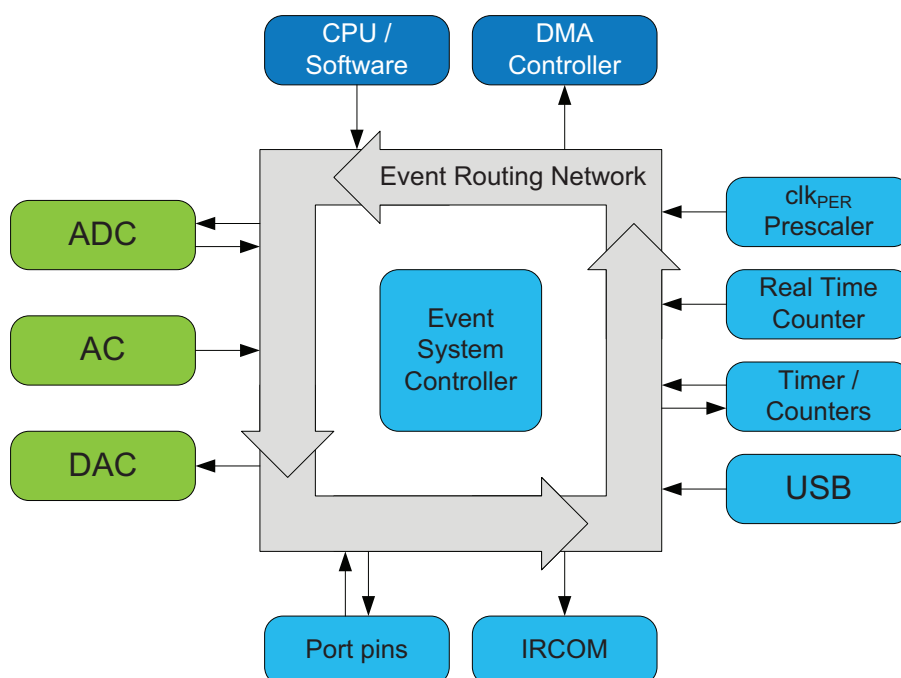 CPU /
Software
DMA
Controller
Event Routing Network
clkPER
Prescaler
ADC
Real Time
Counter
Event
System
Controller
AC
Timer /
Counters
DAC
USB
Port pins
IRCOM